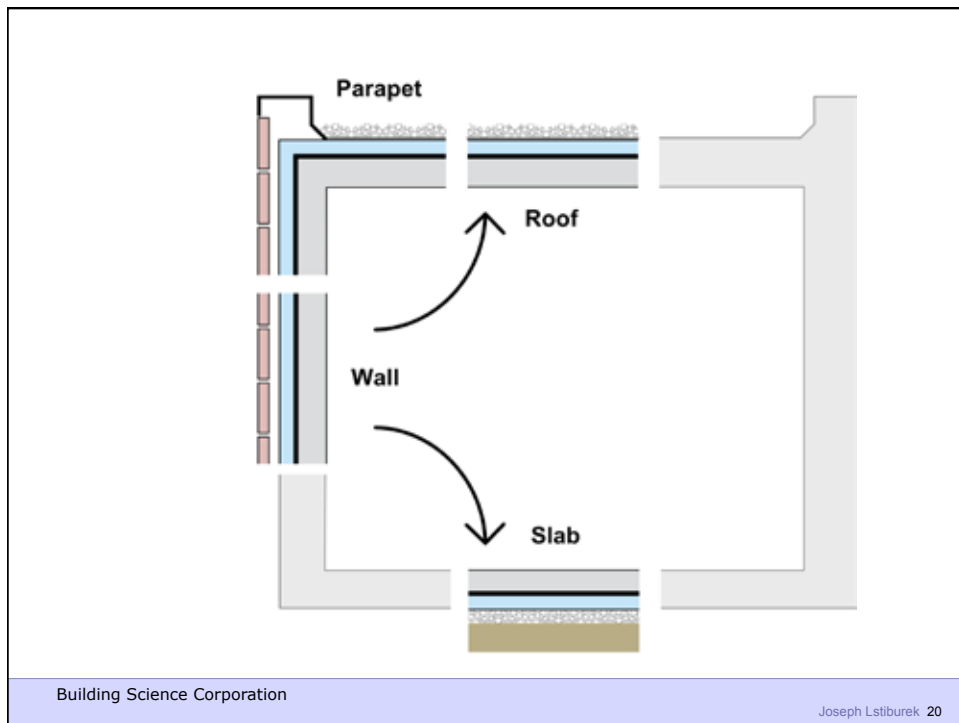 Parapet
Roof
Wall
Slab
Building Science Corporation
Joseph Lstiburek 20